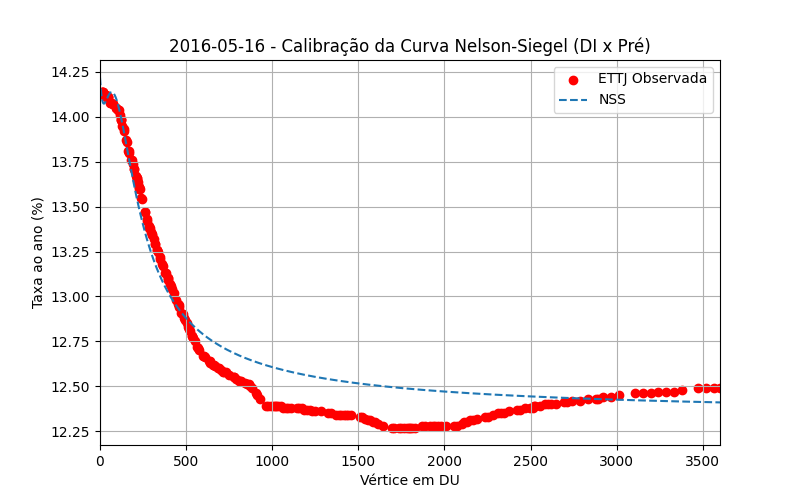 2016-05-16 - Calibração da Curva Nelson-Siegel (DI x Pré)
ETTJ Observada
NSS
Taxa ao ano (%)
14.25
14.00
13.75
13.50
13.25
13.00
12.75
12.50
12.25
0 500 1000 1500 2000 2500 3000 3500
Vértice em DU